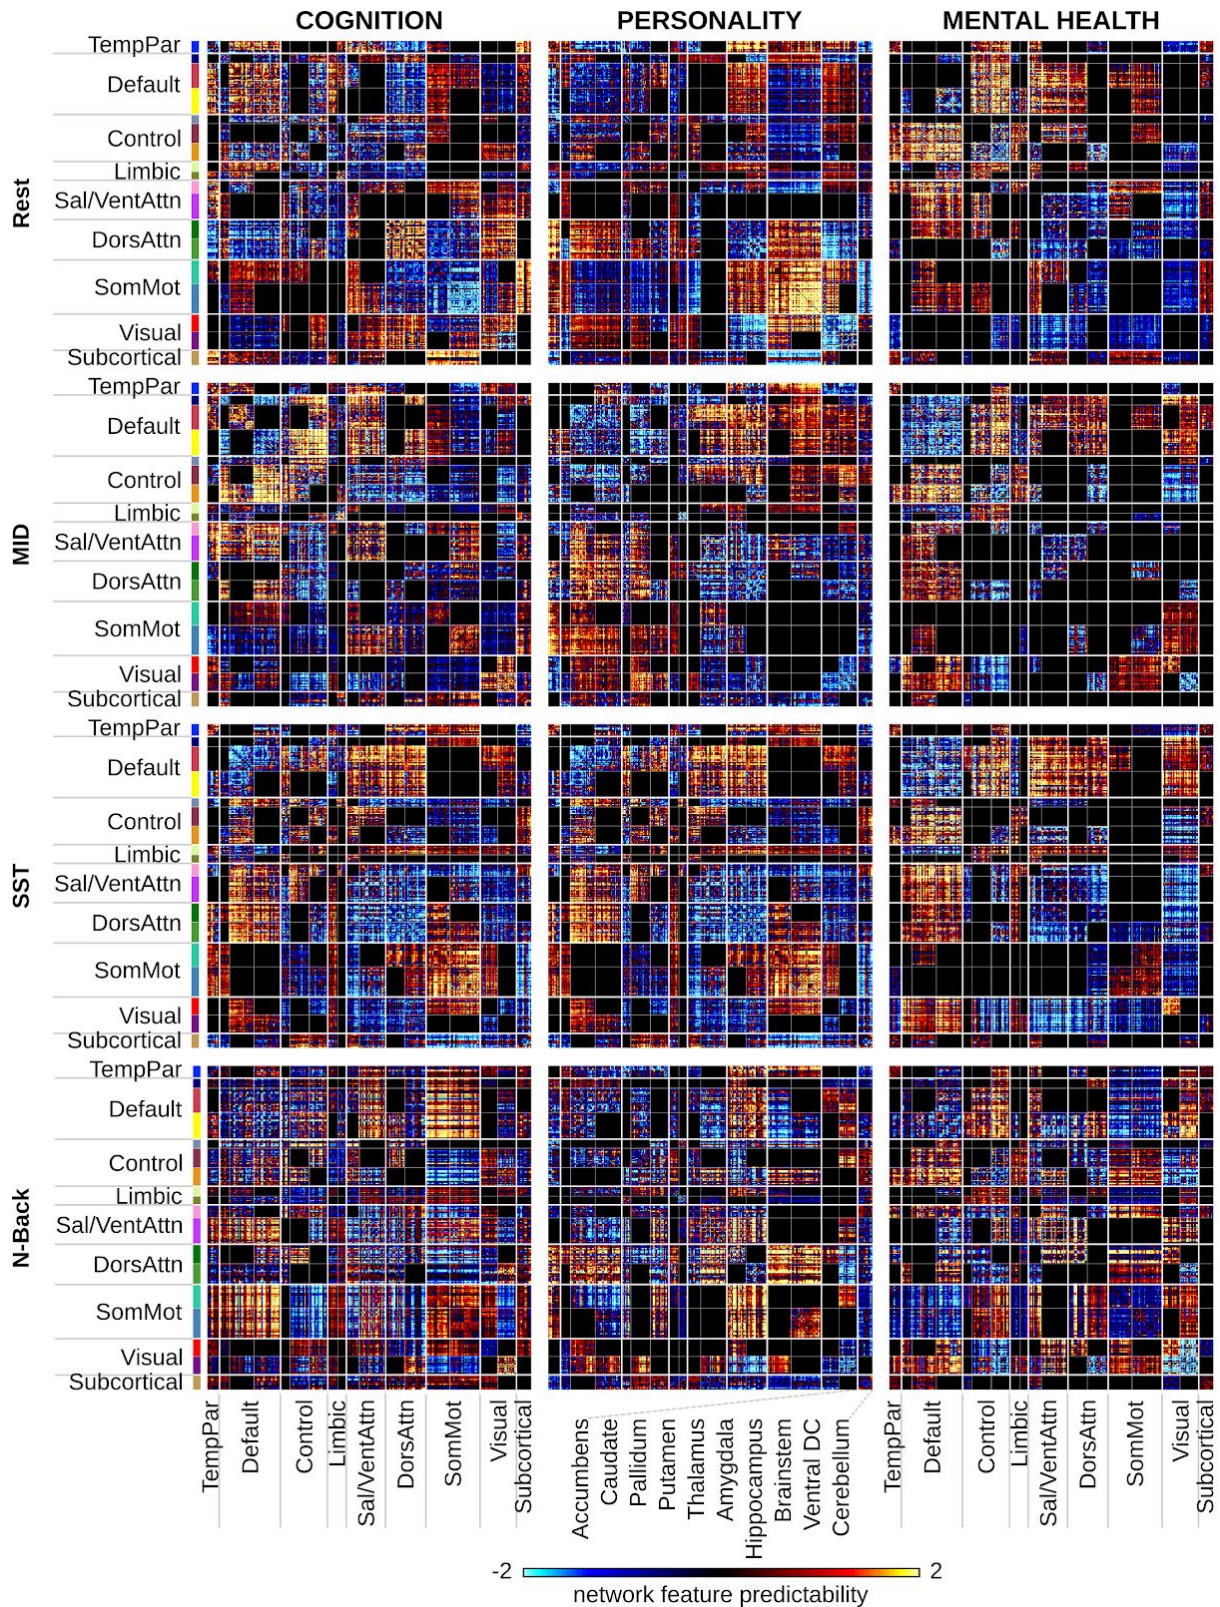 COGNITION PERSONALITY MENTAL HEALTH
Rest
TempPar
Default
Control
Limbic
Sal/VentAttn
DorsAttn
SomMot
Visual
Subcortical
MID
TempPar
Default
Control
Limbic
Sal/VentAttn
DorsAttn
SomMot
Visual
Subcortical
SST
TempPar
Default
Control
Limbic
Sal/VentAttn
DorsAttn
SomMot
Visual
Subcortical
N-Back
TempPar
Default
Control
Limbic
Sal/VentAttn
DorsAttn
SomMot
Visual
Subcortical
TempPar
Default
Control
Limbic
Sal/VentAttn
DorsAttn
SomMot
Visual
Subcortical
Accumbens
Caudate
Pallidum
Putamen
Thalamus
Amygdala
Hippocampus
Brainstem
Ventral DC
Cerebellum
TempPar
Default
Control
Limbic
Sal/VentAttn
DorsAttn
SomMot
Visual
Subcortical
-2 2
network feature predictability